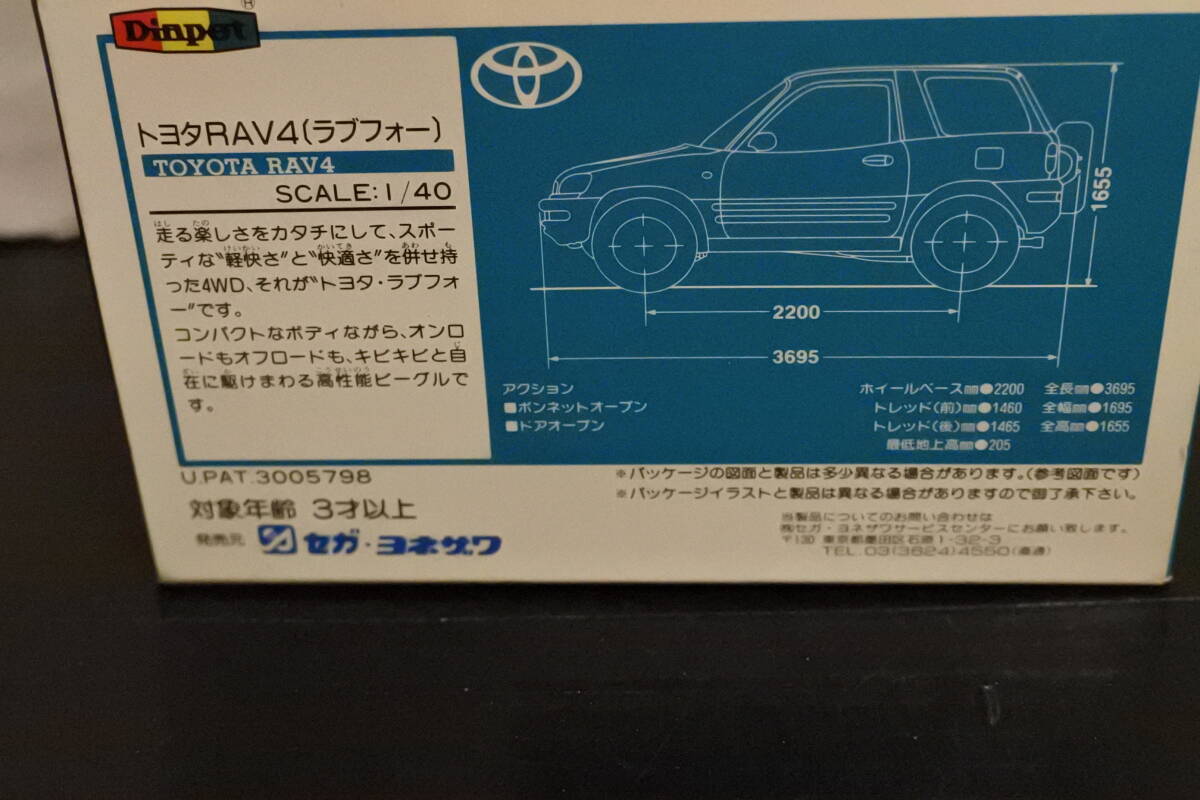 Diapet
®
トヨタRAV4(ラブフォー)
TOYOTA RAV4
SCALE:1/40
走る楽しさをカタチにして、スポー
ティな"軽快さ"と"快適さ"を併せ持
った4WD、それが"トヨタ・ラブフォ
ー"です。
コンパクトなボディながら、オンロ
ードもオフロードも、キビキビと自
在に駆けまわる高性能ビークルで
す。
1655
2200
3695
アクション
■ボンネットオープン
■ドアオープン
ホイールベース㎜●2200 全長㎜●3695
トレッド(前)㎜●1460 全幅㎜●1695
トレッド(後)㎜●1465 全高㎜●1655
最低地上高㎜●205
U.PAT.3005798
対象年齢 3才以上
発売元 セガ・ヨネザワ
※パッケージの図面と製品は多少異なる場合があります。(参考図面です)
※パッケージイラストと製品は異なる場合がありますので御了承下さい。
当製品についてのお問い合わせは
㈱セガ・ヨネザワサービスセンターにお願い致します。
〒130 東京都墨田区石原1-32-3
TEL.03(3624)4550(直通)